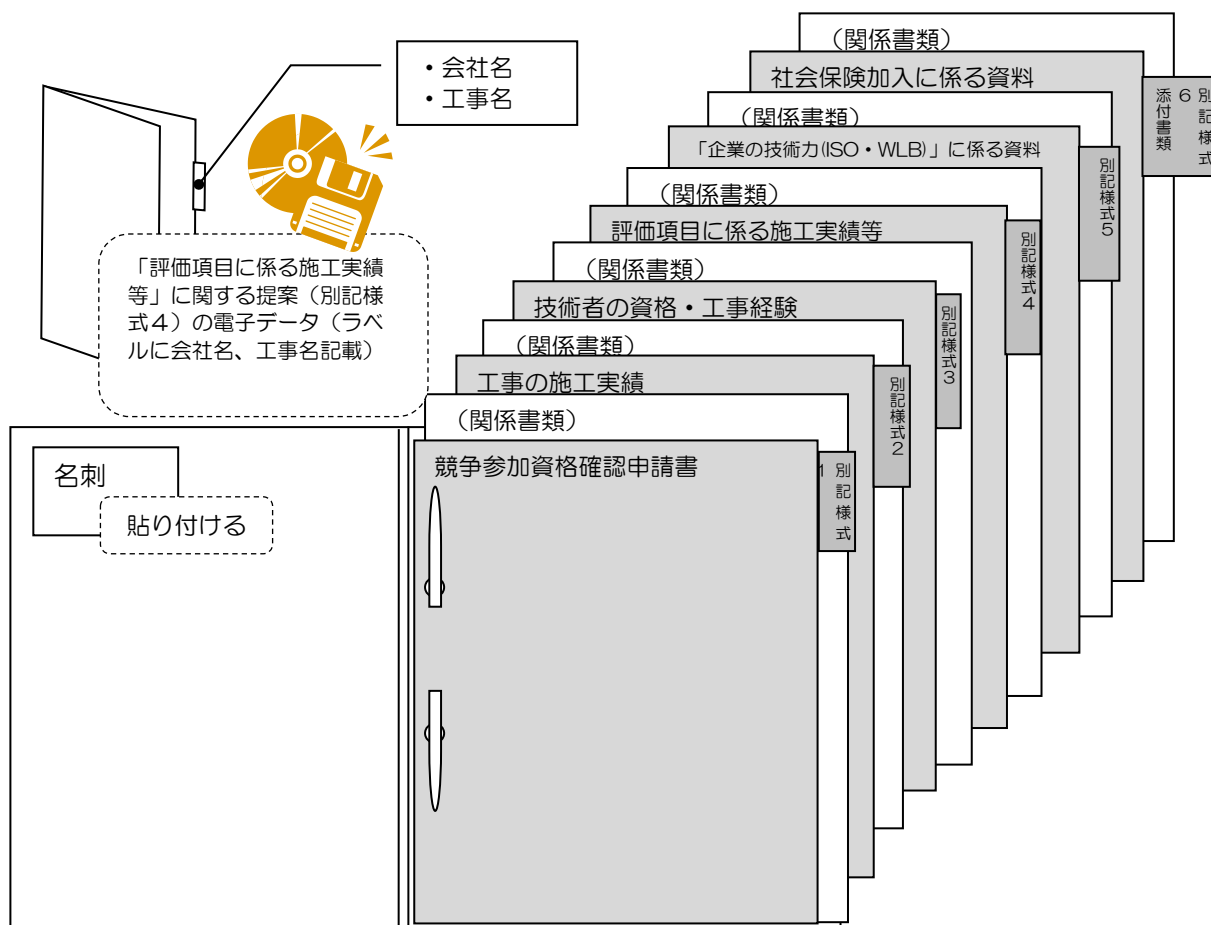 ・会社名
・工事名
「評価項目に係る施工実績
等」に関する提案（別記様
式４）の電子データ（ラベ
ルに会社名、工事名記載）
名刺
貼り付ける
（関係書類）
社会保険加入に係る資料
別記様式
６
添付書類
（関係書類）
「企業の技術力(ISO・WLB)」に係る資料
別記様式５
（関係書類）
評価項目に係る施工実績等
別記様式４
（関係書類）
技術者の資格・工事経験
別記様式３
（関係書類）
工事の施工実績
別記様式２
（関係書類）
競争参加資格確認申請書
別記様式
１